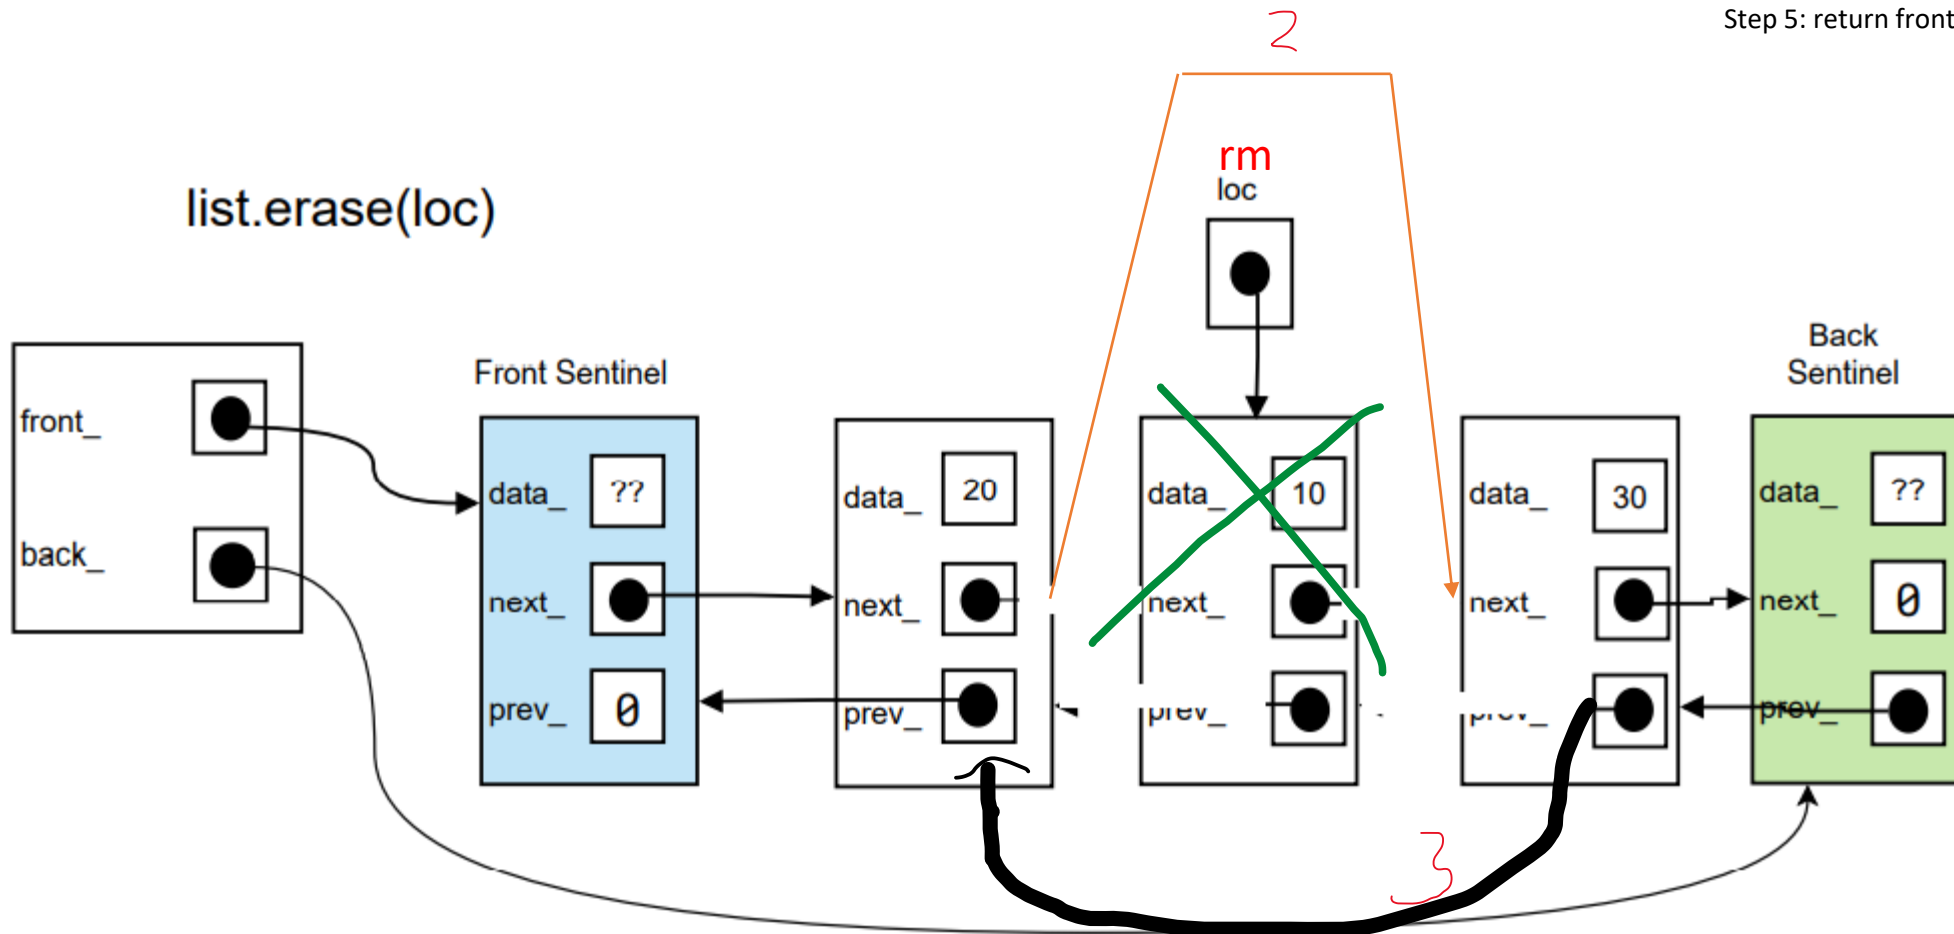 Step 5: return front
2
rm
loc
list.erase(loc)
front_
back_
Front Sentinel
data_ ??
next_
prev_ 0
data_ 20
next_
prev_
data_ 10
next_
prev_
data_ 30
next_
prev_
Back
Sentinel
data_ ??
next_ 0
prev_
3